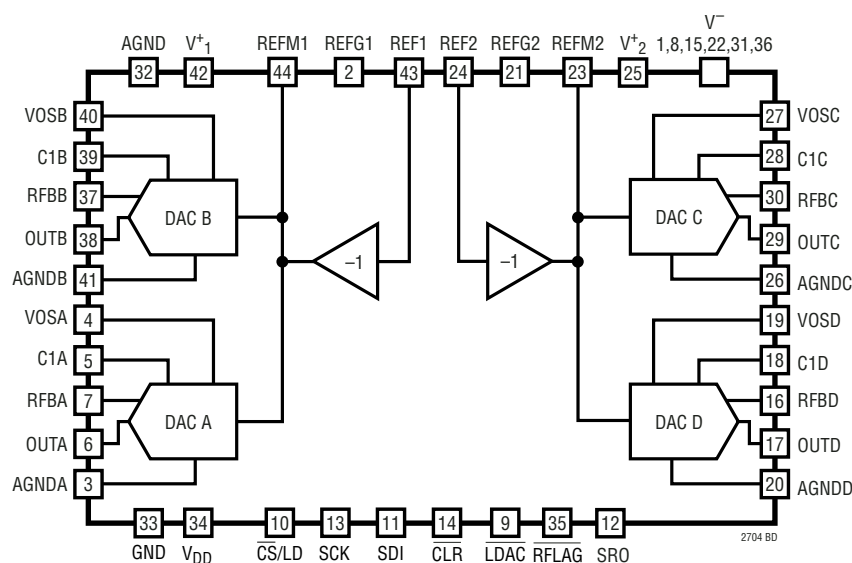 AGND V+1 REFM1 REFG1 REF1 REF2 REFG2 REFM2 V+2 V–
1,8,15,22,31,36
32 42 44 2 43 24 21 23 25
VOSB 40 27 VOSC
C1B 39 28 C1C
RFBB 37 30 RFBC
DAC B DAC C
OUTB 38 29 OUTC
–1 –1
AGNDB 41 26 AGNDC
VOSA 4 19 VOSD
C1A 5 18 C1D
RFBA 7 16 RFBD
DAC A DAC D
OUTA 6 17 OUTD
AGNDA 3 20 AGNDD
33 34 10 13 11 14 9 35 12
2704 BD
GND VDD CS/LD SCK SDI CLR LDAC RFLAG SRO